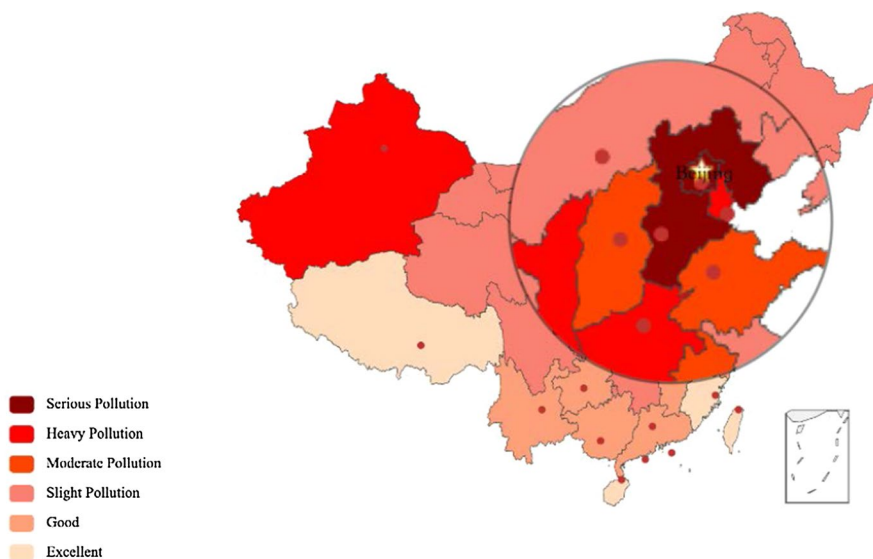 Beijing
Serious Pollution
Heavy Pollution
Moderate Pollution
Slight Pollution
Good
Excellent